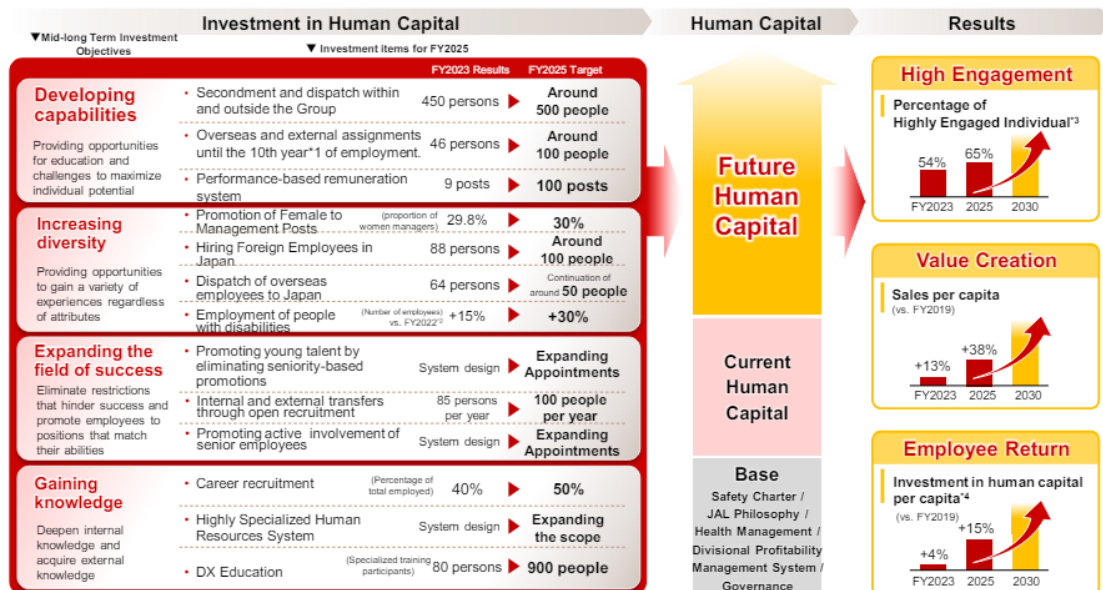 Investment in Human Capital
Human Capital
Results
▼Mid-long Term Investment
Objectives
▼ Investment items for FY2025
FY2023 Results
FY2025 Target
Developing
capabilities
Providing opportunities
for education and
challenges to maximize
individual potential
• Secondment and dispatch within
and outside the Group
450 persons
Around
500 people
• Overseas and external assignments
until the 10th year*1 of employment.
46 persons
Around
100 people
• Performance-based remuneration
system
9 posts
100 posts
Increasing
diversity
Providing opportunities
to gain a variety of
experiences regardless
of attributes
• Promotion of Female to
Management Posts
(proportion of
women managers)
29.8%
30%
• Hiring Foreign Employees in
Japan
88 persons
Around
100 people
• Dispatch of overseas
employees to Japan
64 persons
Continuation of
around 50 people
• Employment of people
with disabilities
(Number of employees)
vs. FY2022*2
+15%
+30%
Expanding the
field of success
Eliminate restrictions
that hinder success and
promote employees to
positions that match
their abilities
• Promoting young talent by
eliminating seniority-based
promotions
System design
Expanding
Appointments
• Internal and external transfers
through open recruitment
85 persons
per year
100 people
per year
• Promoting active involvement of
senior employees
System design
Expanding
Appointments
Gaining
knowledge
Deepen internal
knowledge and
acquire external
knowledge
• Career recruitment
(Percentage of
total employed)
40%
50%
• Highly Specialized Human
Resources System
System design
Expanding
the scope
• DX Education
(Specialized training
participants)
80 persons
900 people
Future
Human
Capital
Current
Human
Capital
Base
Safety Charter /
JAL Philosophy /
Health Management /
Divisional Profitability
Management System /
Governance
High Engagement
Percentage of
Highly Engaged Individual*3
54%
65%
FY2023
2025
2030
Value Creation
Sales per capita
(vs. FY2019)
+13%
+38%
FY2023
2025
2030
Employee Return
Investment in human capital
per capita*4
(vs. FY2019)
+4%
+15%
FY2023
2025
2030